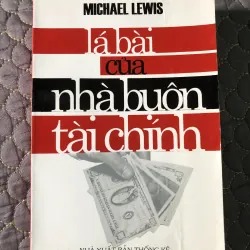 MICHAEL LEWIS
lá bài
của
nhà buôn
tài chính
NHÀ XUẤT BẢN THỐNG KÊ